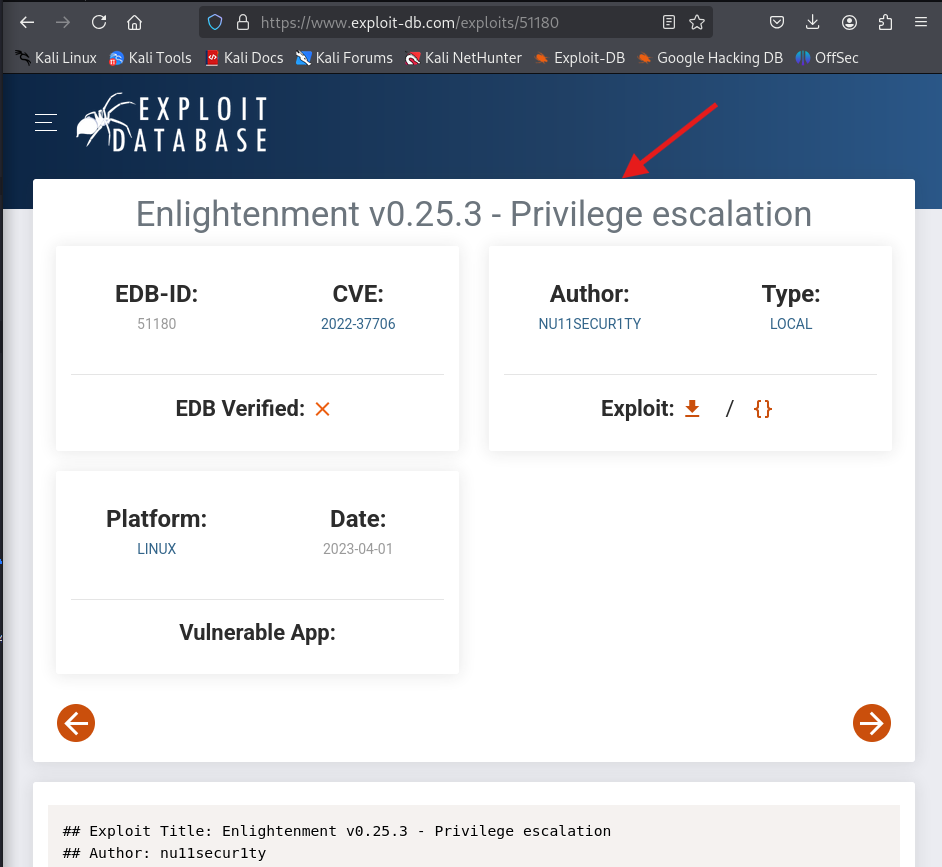 https://www.exploit-db.com/exploits/51180
Kali Linux Kali Tools Kali Docs Kali Forums Kali NetHunter Exploit-DB Google Hacking DB OffSec
EXPLOIT
DATABASE
Enlightenment v0.25.3 - Privilege escalation
EDB-ID: CVE: Author: Type:
51180 2022-37706 NU11SECUR1TY LOCAL
EDB Verified: Exploit: / {}
Platform: Date:
LINUX 2023-04-01
Vulnerable App:
## Exploit Title: Enlightenment v0.25.3 - Privilege escalation
## Author: nu11secur1ty